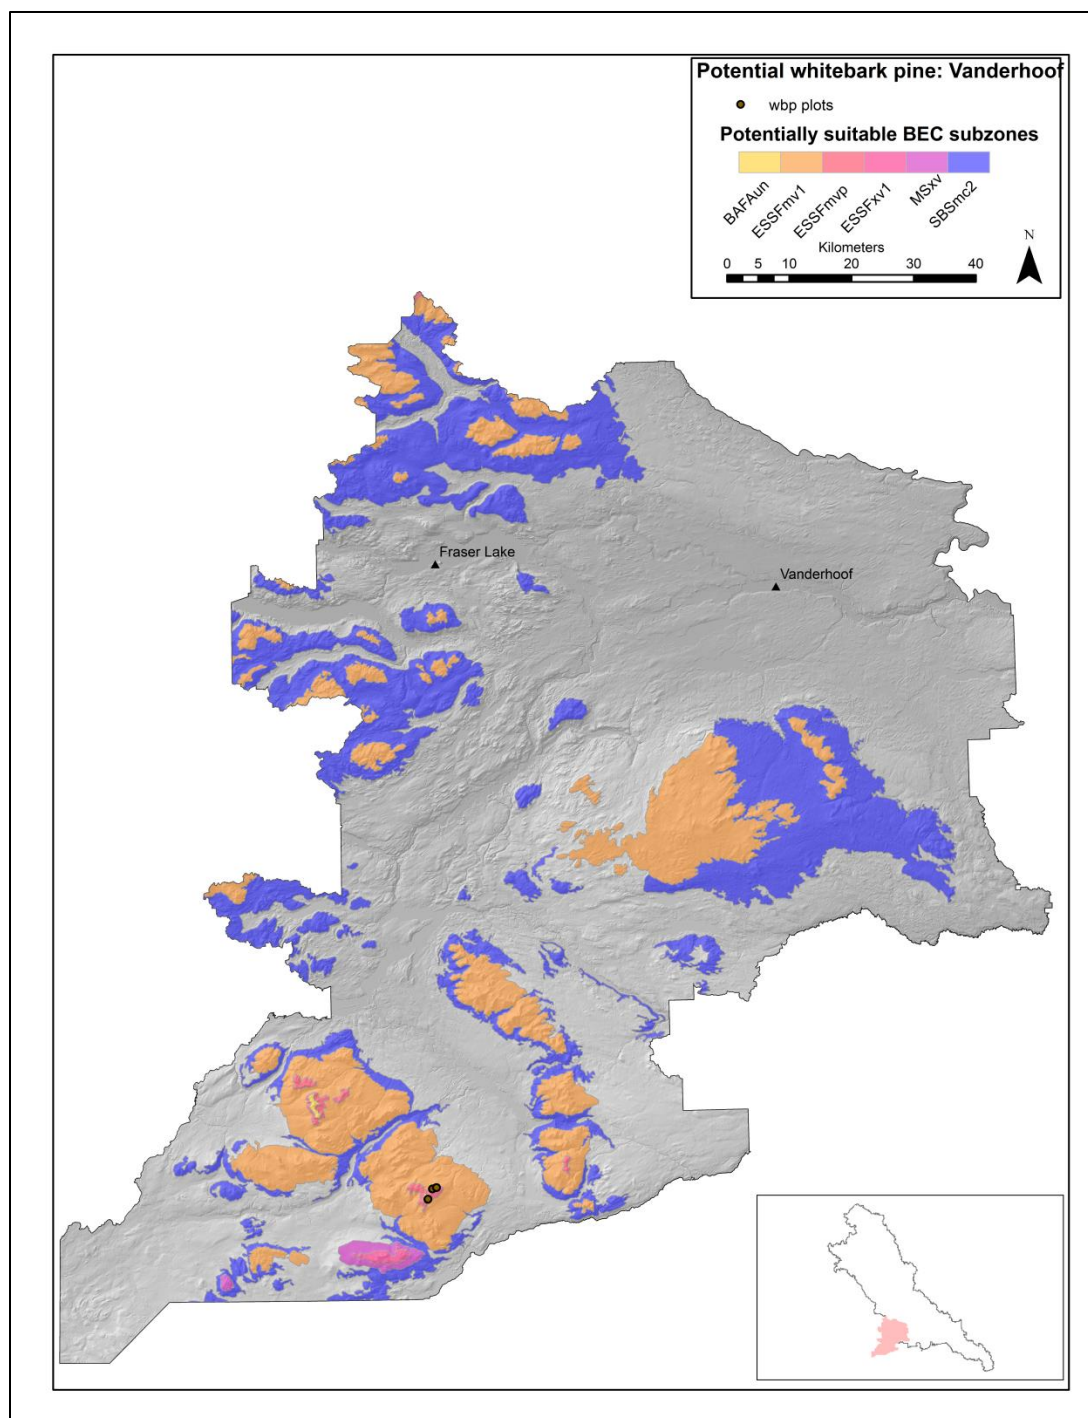 Potential whitebark pine: Vanderhoof
wbp plots
Potentially suitable BEC subzones
BAFAun
ESSFmv1
ESSFmvp
ESSFxv1
MSxv
SBSmc2
Kilometers
0 5 10 20 30 40
N
Fraser Lake
Vanderhoof